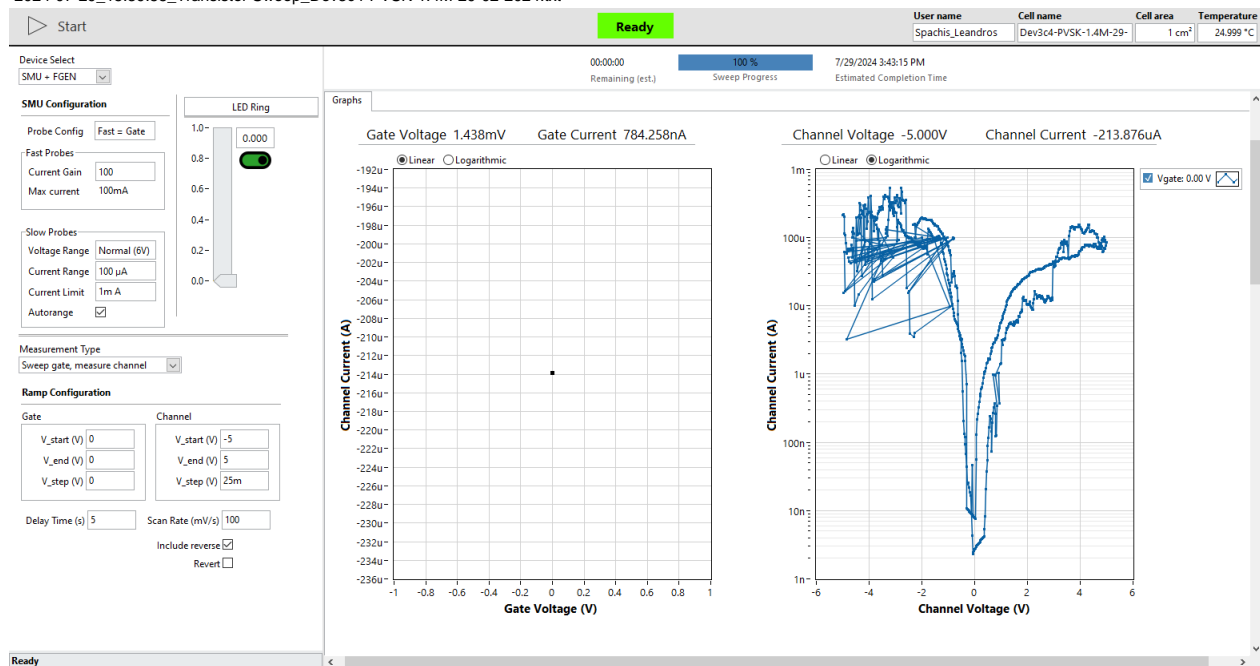 Start
Ready
User name
Cell name
Cell area
Temperature
Spachis_Leandros
Dev3c4-PVSK-1.4M-29-
1 cm²
24.999 °C
Device Select
SMU + FGEN
00:00:00
100 %
7/29/2024 3:43:15 PM
Remaining (est.)
Sweep Progress
Estimated Completion Time
SMU Configuration
LED Ring
Probe Config
Fast = Gate
Fast Probes
Current Gain
100
Max current
100mA
Slow Probes
Voltage Range
Normal (6V)
Current Range
100 µA
Current Limit
1m A
Autorange
1.0
0.8
0.6
0.4
0.2
0.0
0.000
Measurement Type
Sweep gate, measure channel
Ramp Configuration
Gate
Channel
V_start (V) 0
V_start (V) -5
V_end (V) 0
V_end (V) 5
V_step (V) 0
V_step (V) 25m
Delay Time (s) 5
Scan Rate (mV/s) 100
Include reverse
Revert
Ready
Graphs
Gate Voltage 1.438mV
Gate Current 784.258nA
Linear
Logarithmic
Channel Current (A)
-192u
-194u
-196u
-198u
-200u
-202u
-204u
-206u
-208u
-210u
-212u
-214u
-216u
-218u
-220u
-222u
-224u
-226u
-228u
-230u
-232u
-234u
-236u
-1 -0.8 -0.6 -0.4 -0.2 0 0.2 0.4 0.6 0.8 1
Gate Voltage (V)
Channel Voltage -5.000V
Channel Current -213.876uA
Linear
Logarithmic
Vgate: 0.00 V
Channel Current (A)
1m
100u
10u
1u
100n
10n
1n
-6 -4 -2 0 2 4 6
Channel Voltage (V)